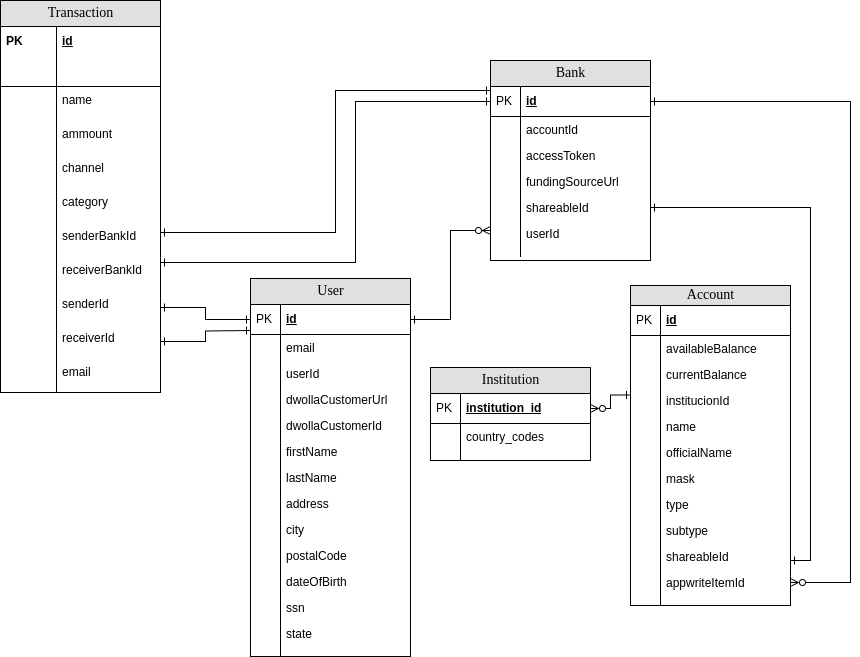 Transaction
PK id
name
ammount
channel
category
senderBankId
receiverBankId
senderId
receiverId
email
Bank
PK id
accountId
accessToken
fundingSourceUrl
shareableId
userId
User
PK id
email
userId
dwollaCustomerUrl
dwollaCustomerId
firstName
lastName
address
city
postalCode
dateOfBirth
ssn
state
Institution
PK institution_id
country_codes
Account
PK id
availableBalance
currentBalance
institucionId
name
officialName
mask
type
subtype
shareableId
appwriteItemId